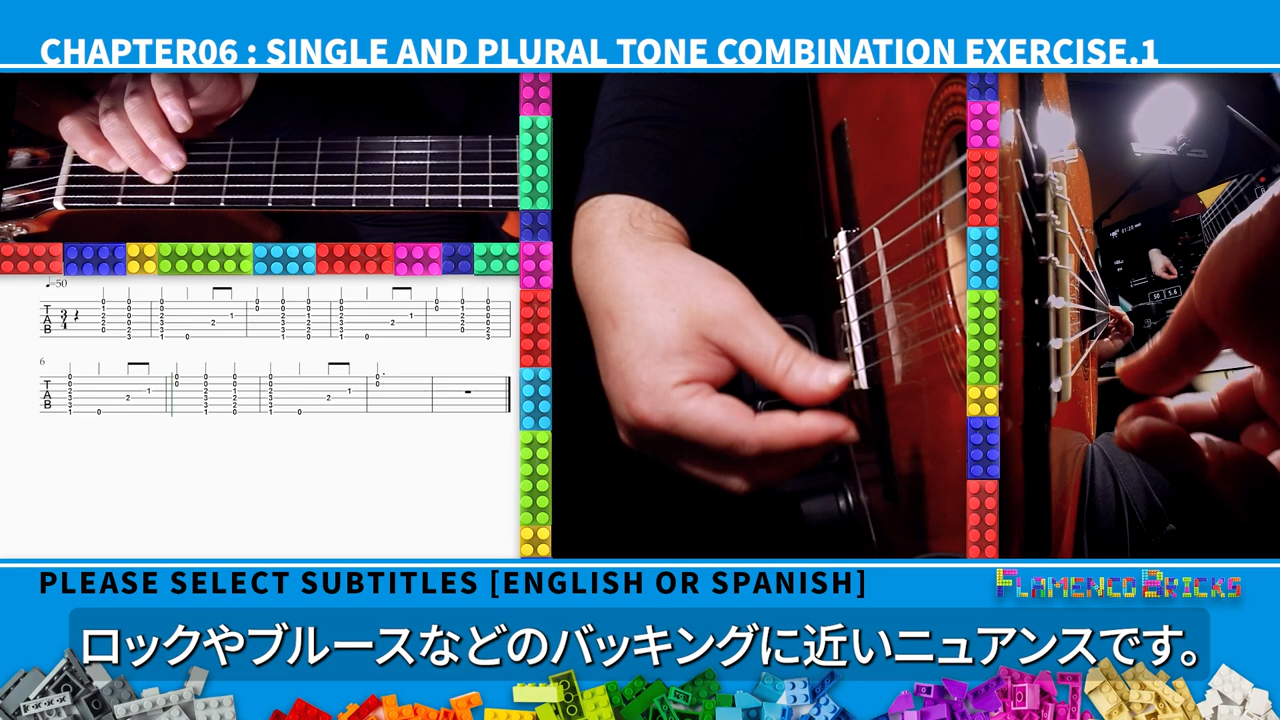 CHAPTER06 : SINGLE AND PLURAL TONE COMBINATION EXERCISE.1
♩=50
6
PLEASE SELECT SUBTITLES [ENGLISH OR SPANISH]
FLAMENCO BRICKS
ロックやブルースなどのバッキングに近いニュアンスです。